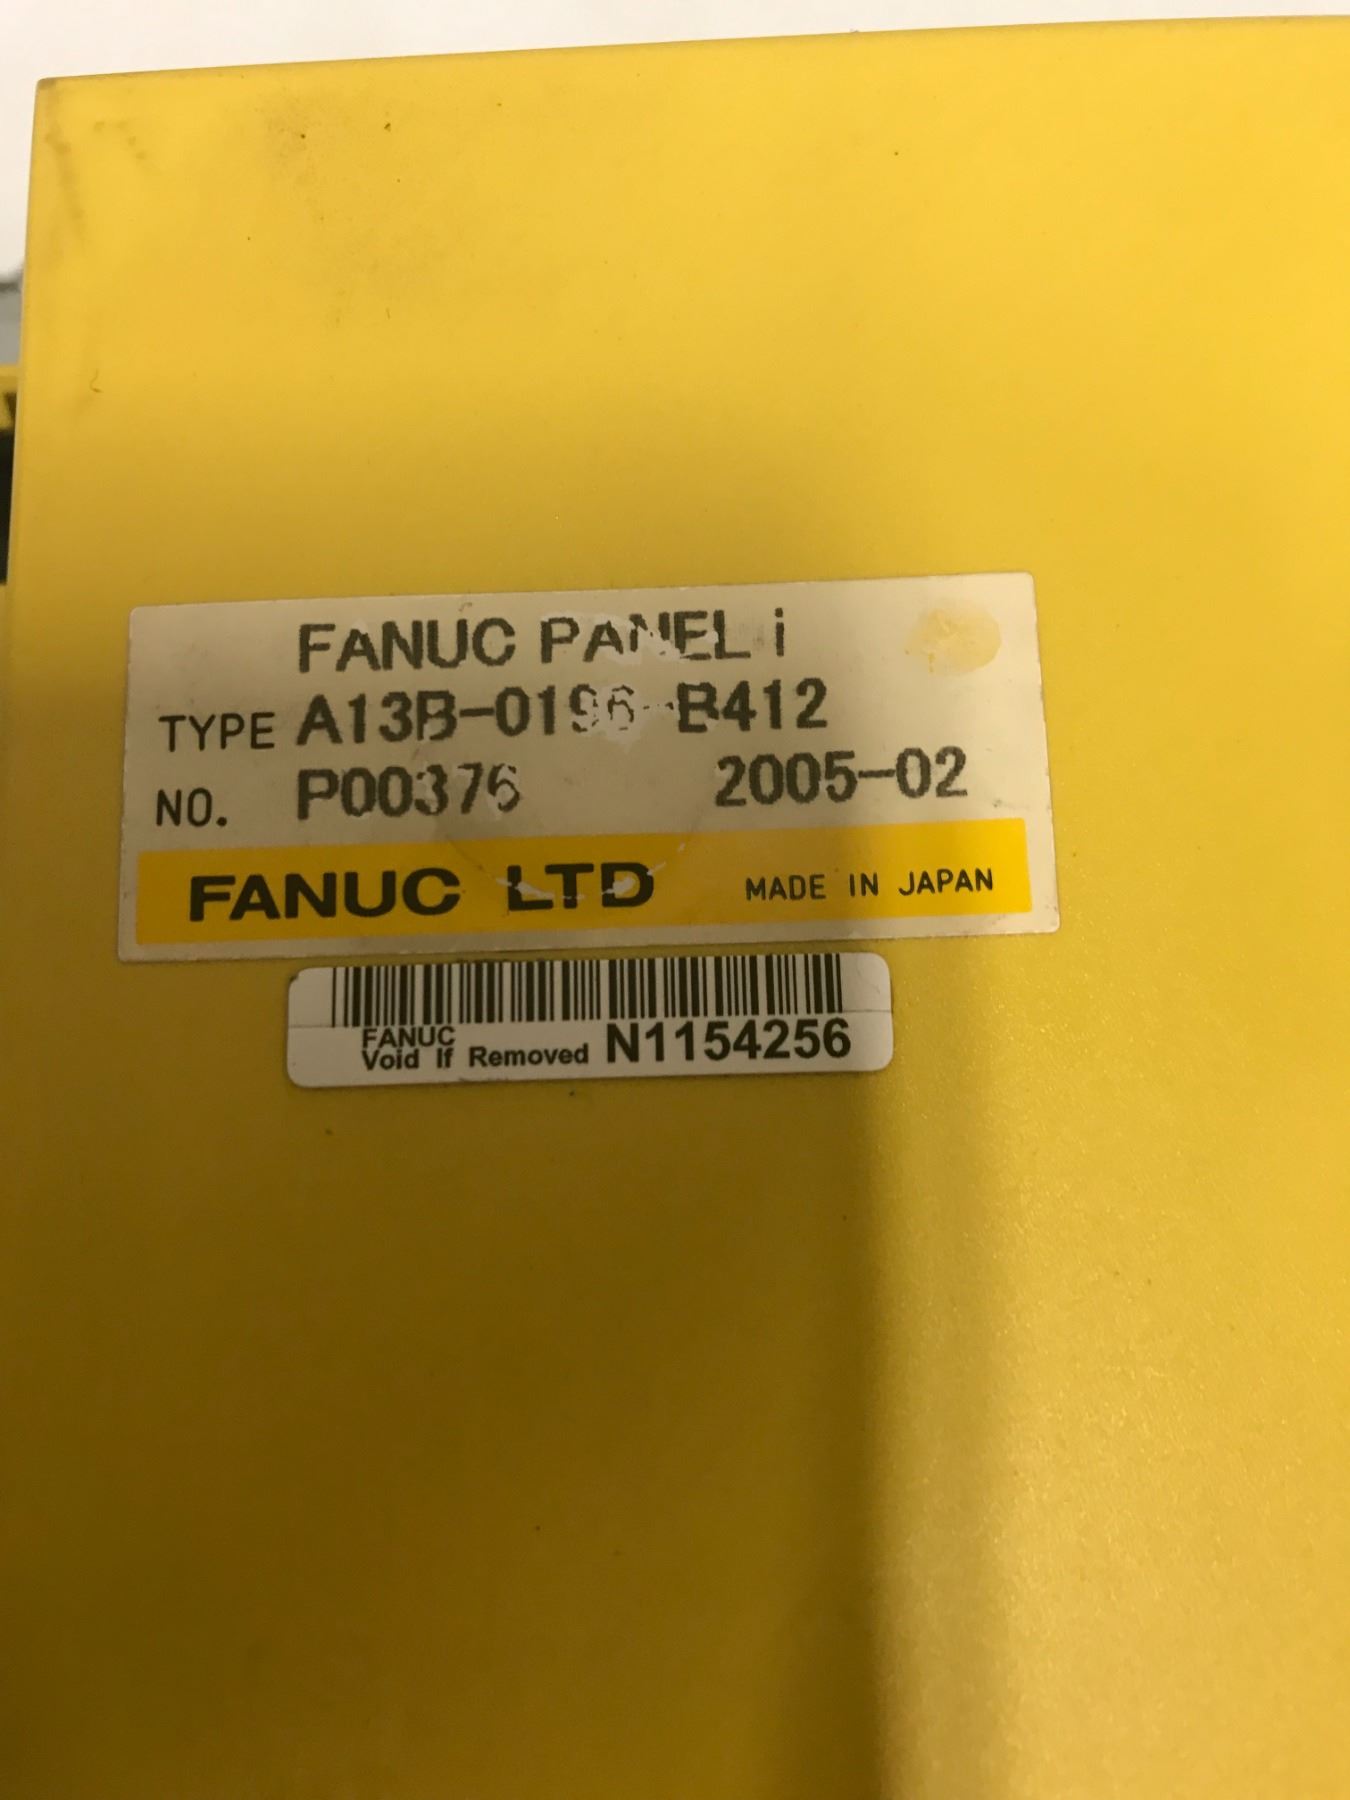 FANUC PANEL i
TYPE A13B-0196-B412
NO. P00376 2005-02
FANUC LTD MADE IN JAPAN
FANUC
Void If Removed N1154256